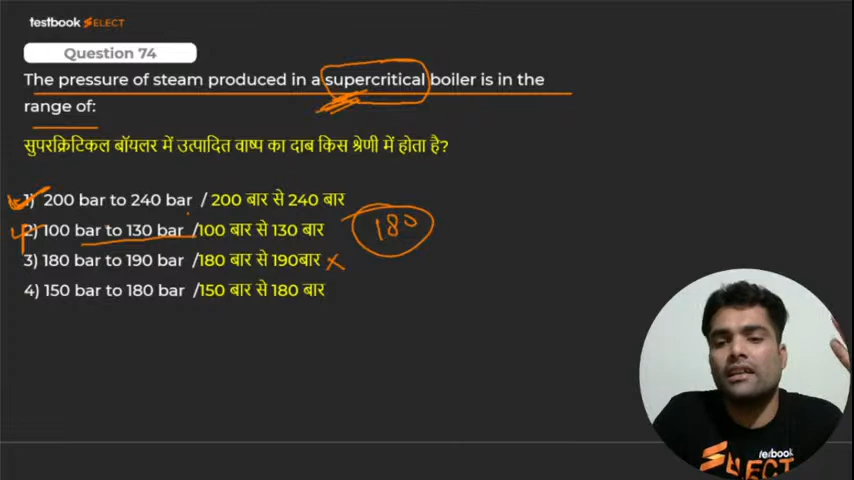 testbook SELECT
Question 74
The pressure of steam produced in a supercritical boiler is in the
range of:
सुपरक्रिटिकल बॉयलर में उत्पादित वाष्प का दाब किस श्रेणी में होता है?
1) 200 bar to 240 bar / 200 बार से 240 बार
2) 100 bar to 130 bar /100 बार से 130 बार
180
3) 180 bar to 190 bar /180 बार से 190बार
4) 150 bar to 180 bar /150 बार से 180 बार
testbook
SELECT